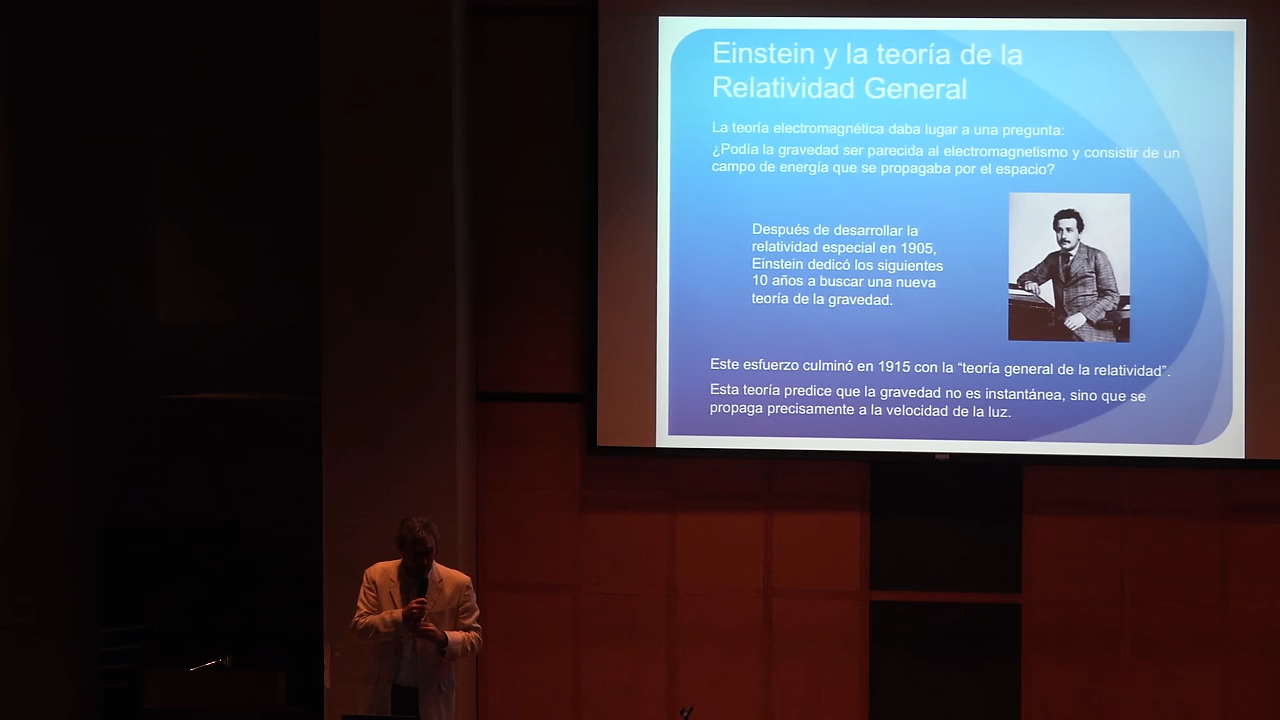 Einstein y la teoría de la
Relatividad General
La teoría electromagnética daba lugar a una pregunta:
¿Podía la gravedad ser parecida al electromagnetismo y consistir de un
campo de energía que se propagaba por el espacio?
Después de desarrollar la
relatividad especial en 1905,
Einstein dedicó los siguientes
10 años a buscar una nueva
teoría de la gravedad.
Este esfuerzo culminó en 1915 con la “teoría general de la relatividad”.
Esta teoría predice que la gravedad no es instantánea, sino que se
propaga precisamente a la velocidad de la luz.